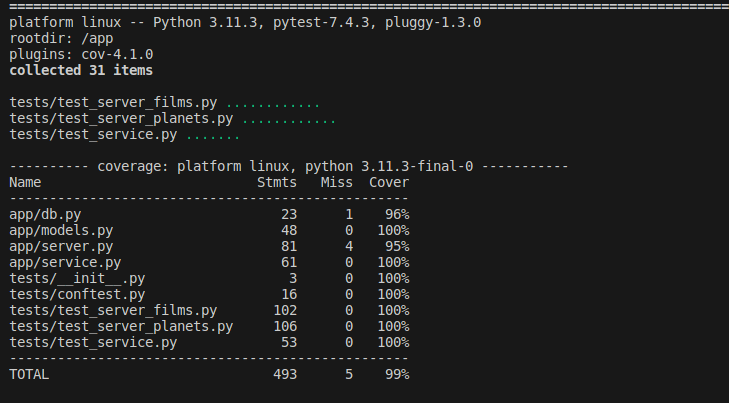 ==========================================================================================
platform linux -- Python 3.11.3, pytest-7.4.3, pluggy-1.3.0
rootdir: /app
plugins: cov-4.1.0
collected 31 items

tests/test_server_films.py ............
tests/test_server_planets.py ............
tests/test_service.py .......

---------- coverage: platform linux, python 3.11.3-final-0 -----------
Name                           Stmts   Miss  Cover
--------------------------------------------------
app/db.py                         23      1    96%
app/models.py                     48      0   100%
app/server.py                     81      4    95%
app/service.py                    61      0   100%
tests/__init__.py                  3      0   100%
tests/conftest.py                 16      0   100%
tests/test_server_films.py       102      0   100%
tests/test_server_planets.py     106      0   100%
tests/test_service.py             53      0   100%
--------------------------------------------------
TOTAL                            493      5    99%